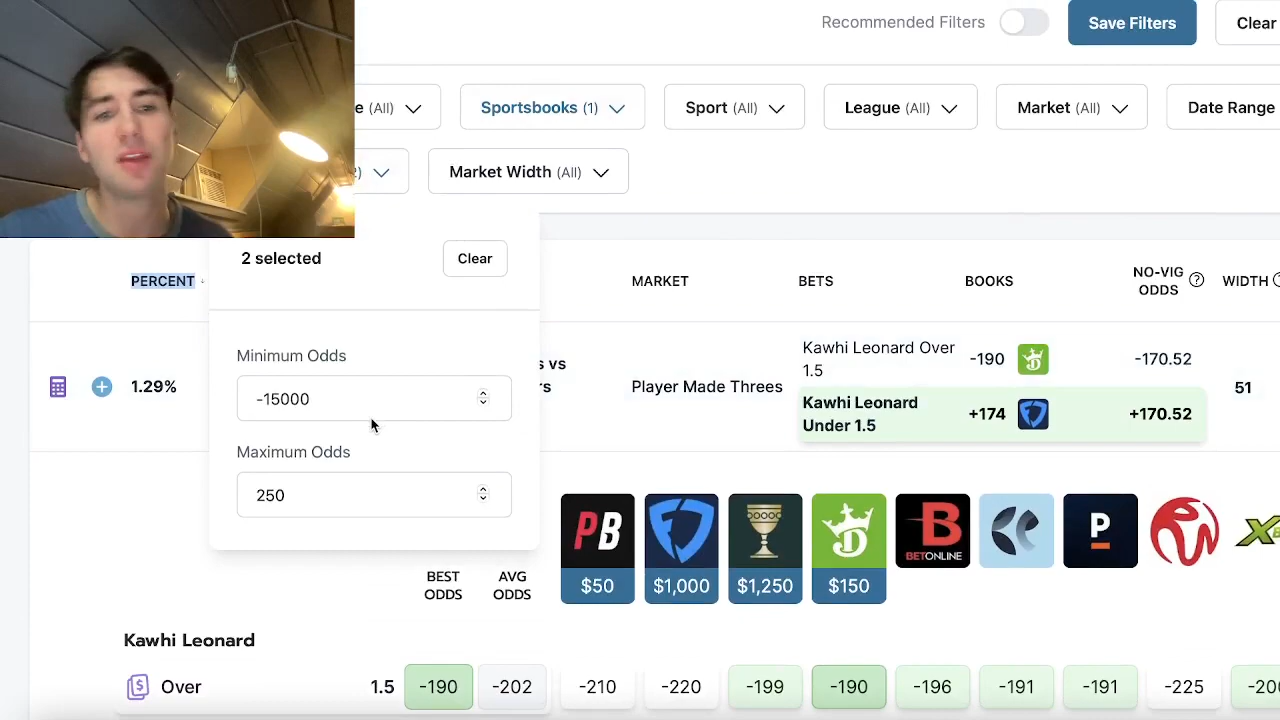 Recommended Filters
Save Filters
Clear
e (All)
Sportsbooks (1)
Sport (All)
League (All)
Market (All)
Date Range
2)
Market Width (All)
2 selected
Clear
PERCENT
MARKET
BETS
BOOKS
NO-VIG
ODDS
?
WIDTH
Minimum Odds
-15000
Maximum Odds
250
1.29%
s vs
rs
Player Made Threes
Kawhi Leonard Over
1.5
-190
-170.52
Kawhi Leonard
Under 1.5
+174
+170.52
51
BEST
ODDS
AVG
ODDS
PB
$50
$1,000
$1,250
$150
B
BETONLINE
P
X
Kawhi Leonard
Over
1.5
-190
-202
-210
-220
-199
-190
-196
-191
-191
-225
-200